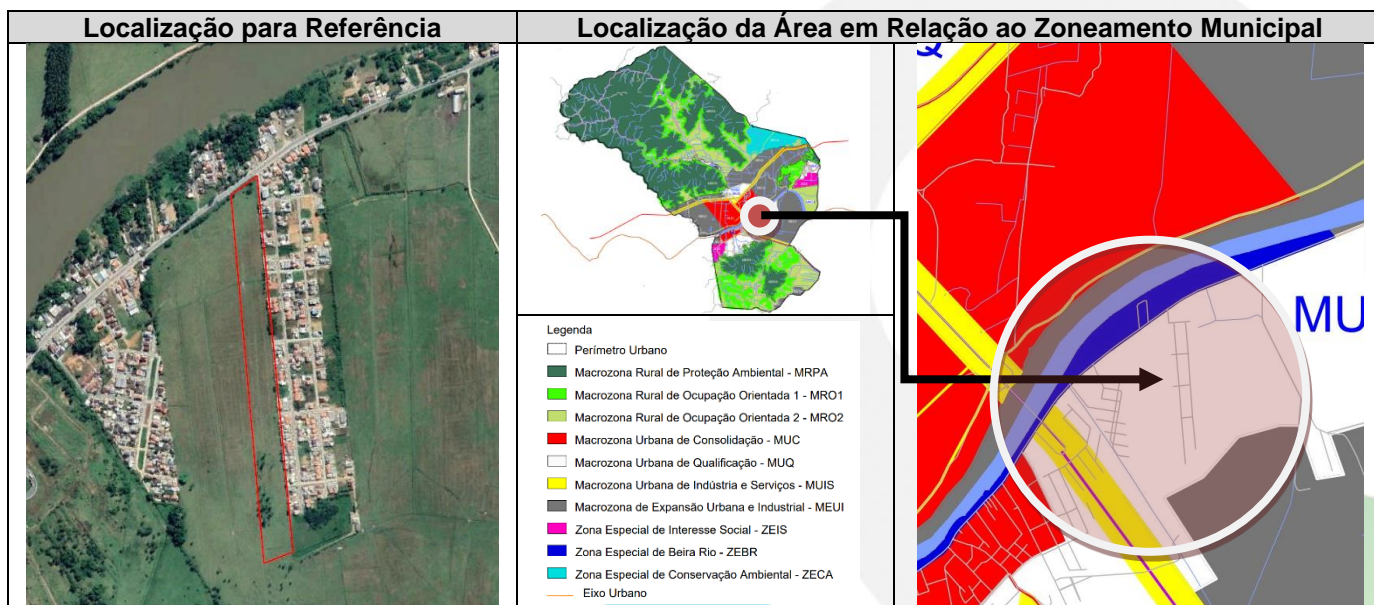 Localização para Referência
Localização da Área em Relação ao Zoneamento Municipal
Legenda
Perímetro Urbano
Macrozona Rural de Proteção Ambiental - MRPA
Macrozona Rural de Ocupação Orientada 1 - MRO1
Macrozona Rural de Ocupação Orientada 2 - MRO2
Macrozona Urbana de Consolidação - MUC
Macrozona Urbana de Qualificação - MUQ
Macrozona Urbana de Indústria e Serviços - MUIS
Macrozona de Expansão Urbana e Industrial - MEUI
Zona Especial de Interesse Social - ZEIS
Zona Especial de Beira Rio - ZEBR
Zona Especial de Conservação Ambiental - ZECA
Eixo Urbano
MU